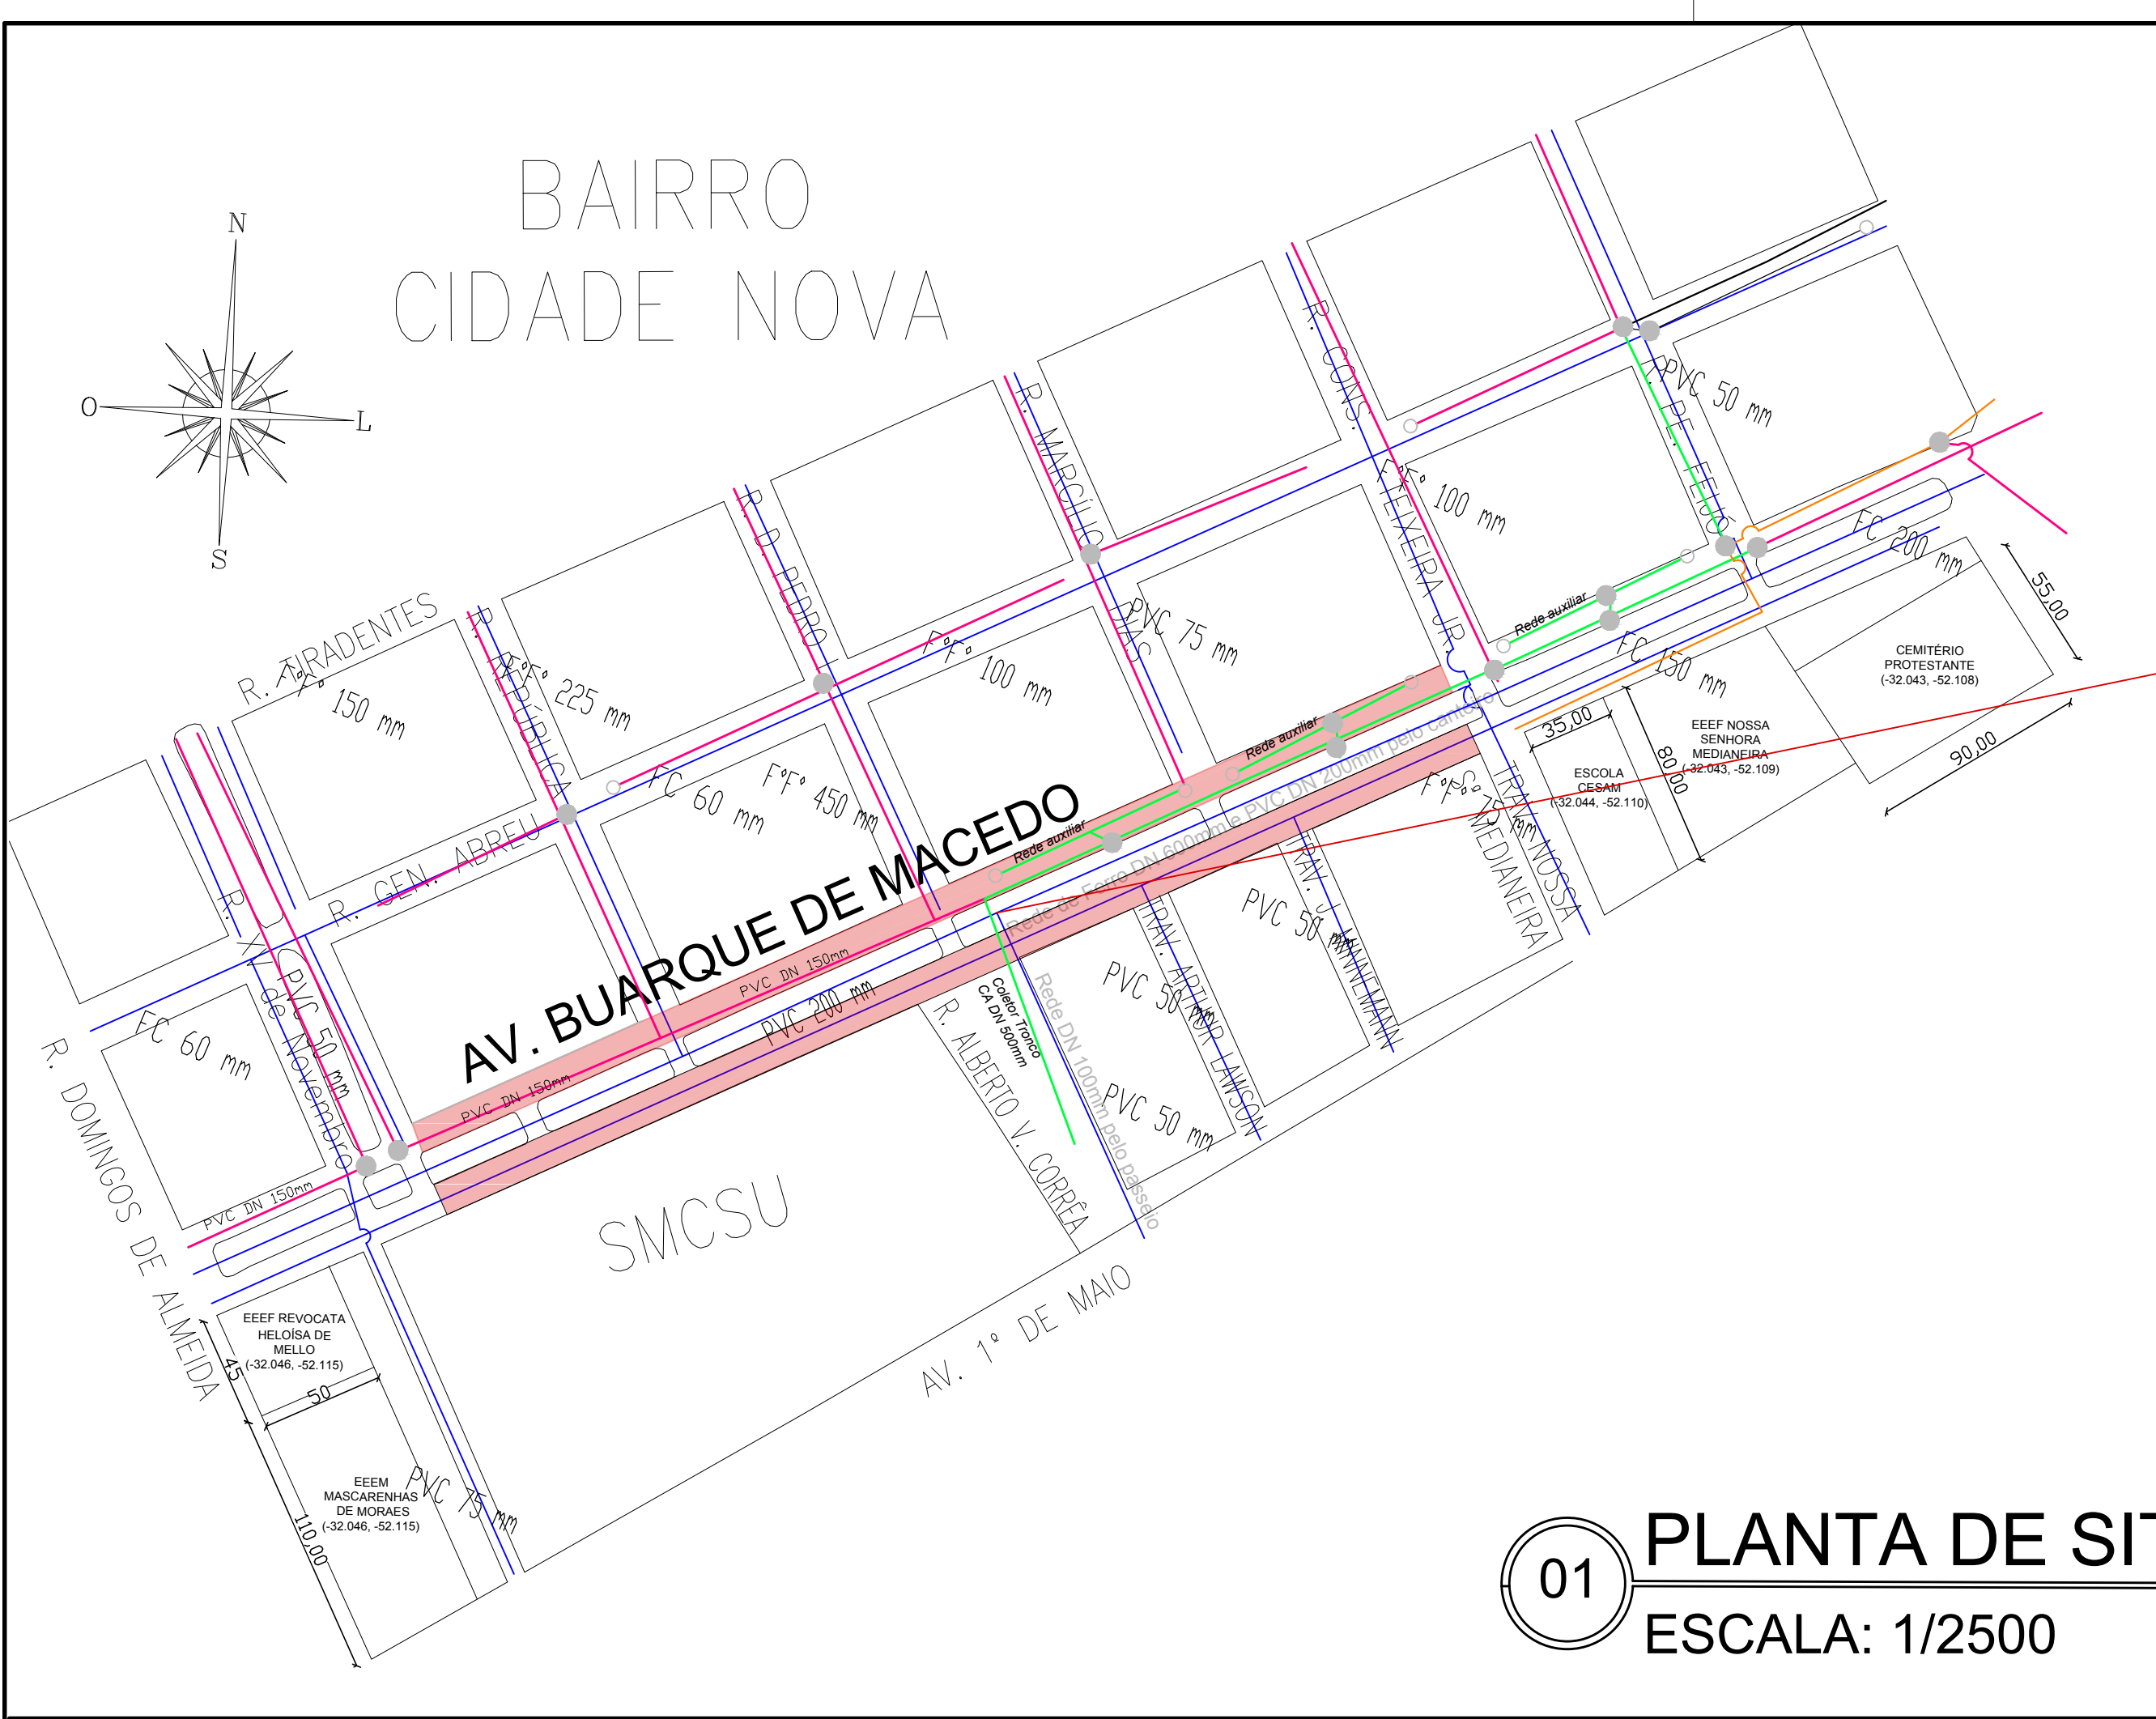 BAIRRO
CIDADE NOVA
N
O
L
S
R. TIRADENTES
F°F° 150 mm
R. GEN. ABREU
F°F° 225 mm
R. D. PEDRO II
R. MARCÍLIO DIAS
R. CONS. TEIXEIRA JR.
R. PE. FEIJÓ
PVC 50 mm
F°F° 100 mm
FC 200 mm
PVC 75 mm
F°F° 100 mm
FC 60 mm
F°F° 450 mm
FC 150 mm
Rede auxiliar
Rede auxiliar
Rede auxiliar
55,00
CEMITÉRIO
PROTESTANTE
(-32.043, -52.108)
90,00
35,00
80,00
EEEF NOSSA
SENHORA
MEDIANEIRA
(-32.043, -52.109)
ESCOLA
CESAM
(-32.044, -52.110)
F°F° 75 mm
TRAV. NOSSA
S. MEDIANEIRA
AV. BUARQUE DE MACEDO
Rede de Ferro DN 600mm e PVC DN 200mm pelo canteiro
PVC DN 150mm
PVC DN 150mm
PVC DN 150mm
PVC 200 mm
R. XV de Novembro
PVC 50 mm
FC 60 mm
R. DOMINGOS DE ALMEIDA
Coletor Tronco
CA DN 500mm
Rede DN 100mm pelo passeio
R. ALBERTO V. CORRÊA
TRAV. ARTHUR LAWSON
PVC 50 mm
PVC 50 mm
PVC 50 mm
SMCSU
AV. 1º DE MAIO
EEEF REVOCATA
HELOÍSA DE
MELLO
(-32.046, -52.115)
45
50
EEEM
MASCARENHAS
DE MORAES
(-32.046, -52.115)
110,00
PVC 75 mm
01
PLANTA DE SIT
ESCALA: 1/2500